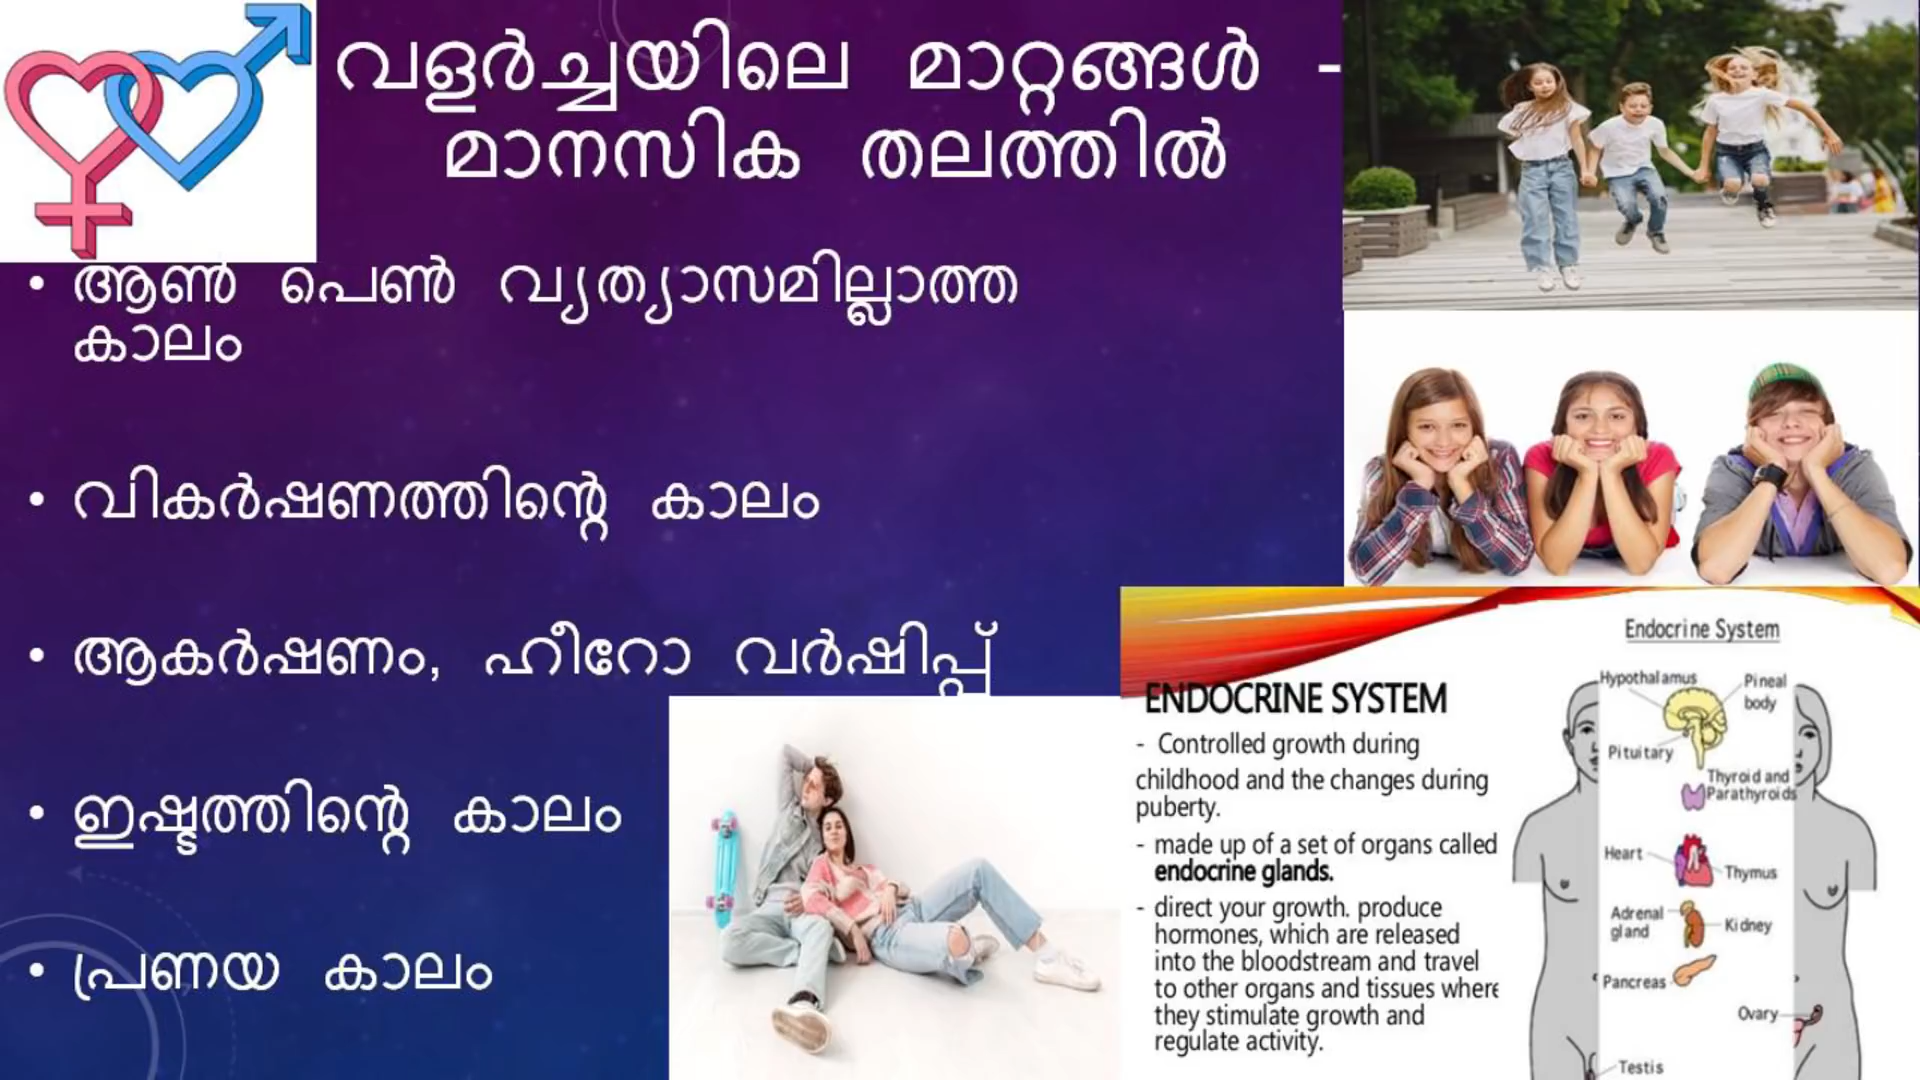 വളർച്ചയിലെ മാറ്റങ്ങൾ -
മാനസിക തലത്തിൽ
• ആൺ പെൺ വ്യത്യാസമില്ലാത്ത
കാലം
• വികർഷണത്തിന്റെ കാലം
• ആകർഷണം, ഹീറോ വർഷിപ്പ്
• ഇഷ്ടത്തിന്റെ കാലം
• പ്രണയ കാലം
ENDOCRINE SYSTEM
- Controlled growth during
childhood and the changes during
puberty.
- made up of a set of organs called
endocrine glands.
- direct your growth. produce
hormones, which are released
into the bloodstream and travel
to other organs and tissues where
they stimulate growth and
regulate activity.
Endocrine System
Hypothalamus
Pineal
body
Pituitary
Thyroid and
Parathyroids
Heart
Thymus
Adrenal
gland
Kidney
Pancreas
Ovary
Testis